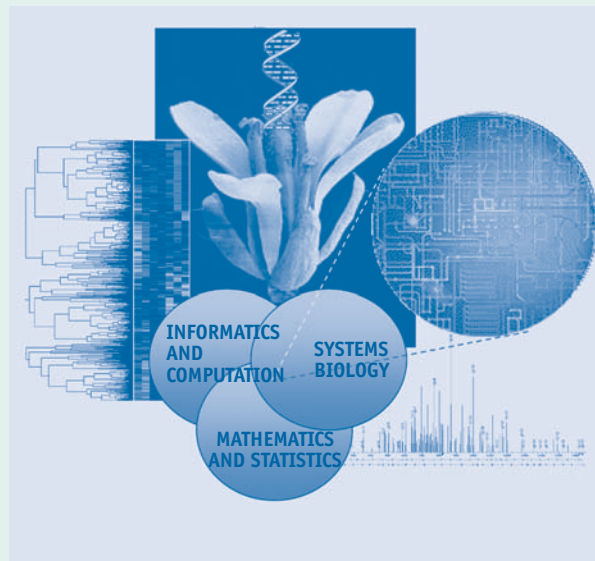 INFORMATICS
AND
COMPUTATION
SYSTEMS
BIOLOGY
MATHEMATICS
AND STATISTICS